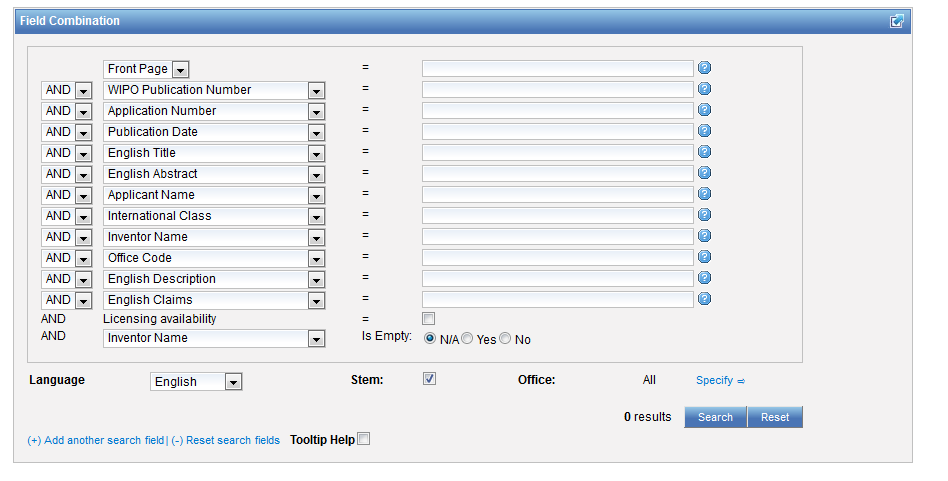 Field Combination
Front Page =
AND WIPO Publication Number =
AND Application Number =
AND Publication Date =
AND English Title =
AND English Abstract =
AND Applicant Name =
AND International Class =
AND Inventor Name =
AND Office Code =
AND English Description =
AND English Claims =
AND Licensing availability =
AND Inventor Name Is Empty: N/A Yes No
Language English Stem: Office: All Specify ⇨
0 results Search Reset
(+) Add another search field | (-) Reset search fields Tooltip Help